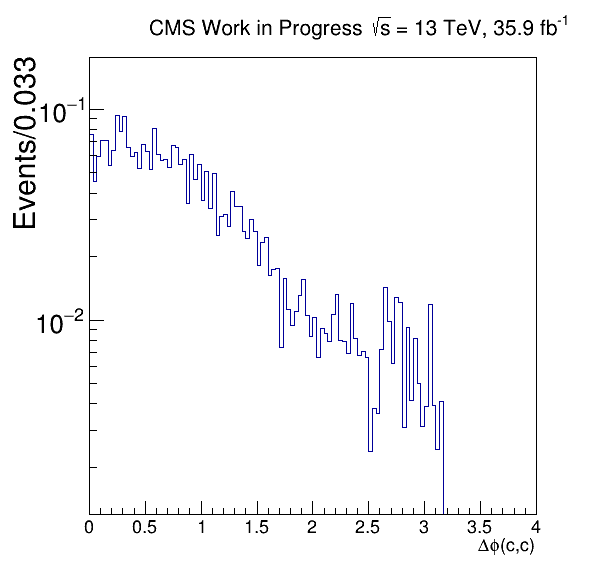 CMS Work in Progress √s = 13 TeV, 35.9 fb⁻¹
Events/0.033
10⁻¹
10⁻²
0 0.5 1 1.5 2 2.5 3 3.5 4
Δϕ(c,c)